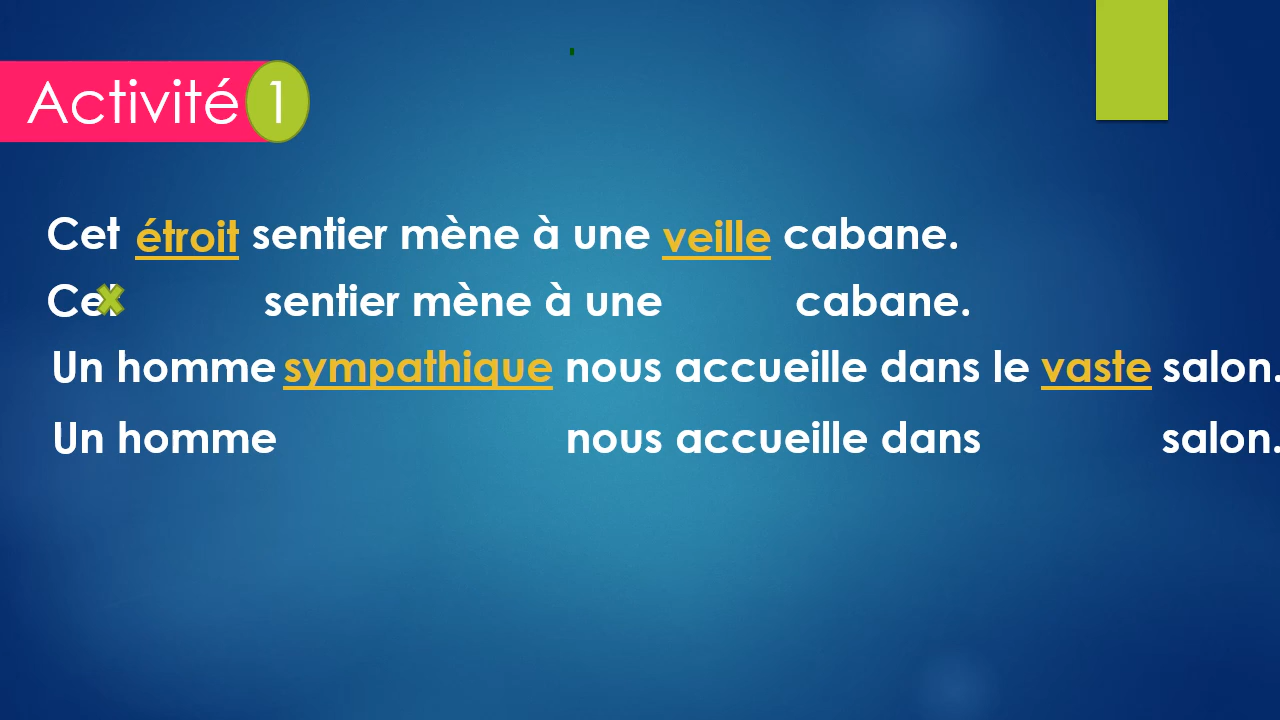 Activité 1
Cet étroit sentier mène à une veille cabane.
Cet sentier mène à une cabane.
Un homme sympathique nous accueille dans le vaste salon.
Un homme nous accueille dans salon.